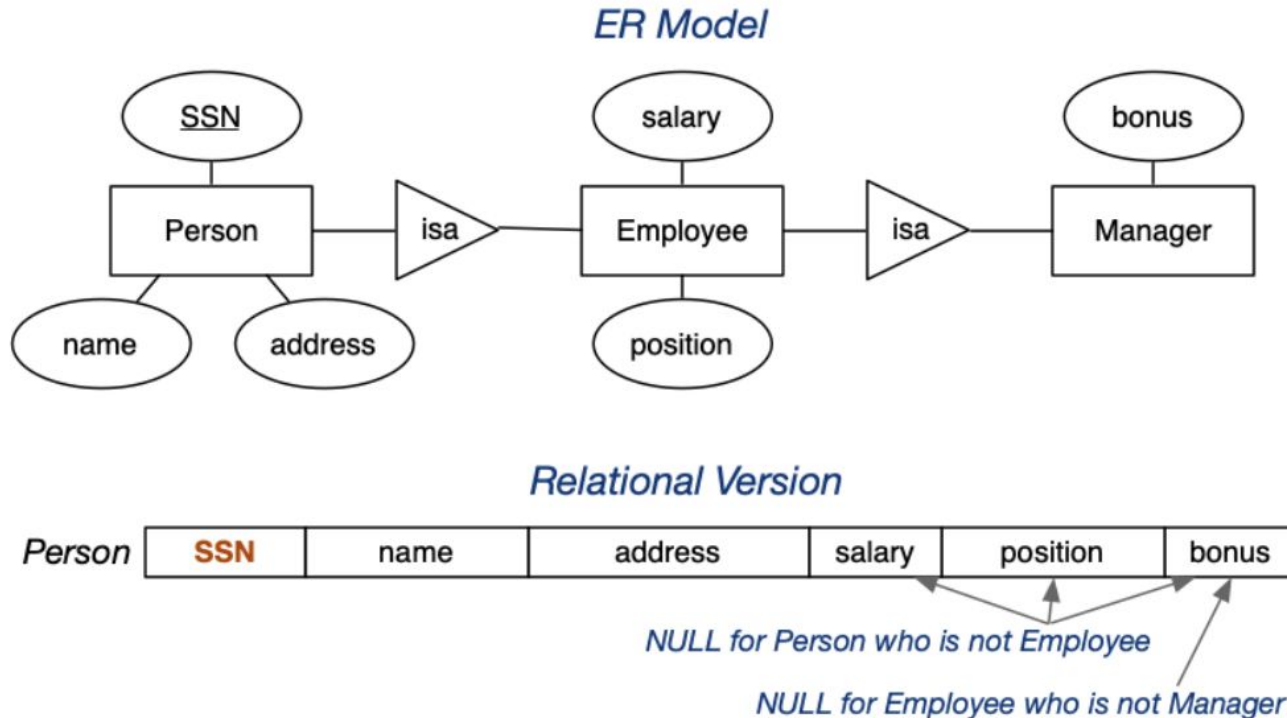 ER Model
SSN
salary
bonus
Person
isa
Employee
isa
Manager
name
address
position
Relational Version
Person SSN name address salary position bonus
NULL for Person who is not Employee
NULL for Employee who is not Manager